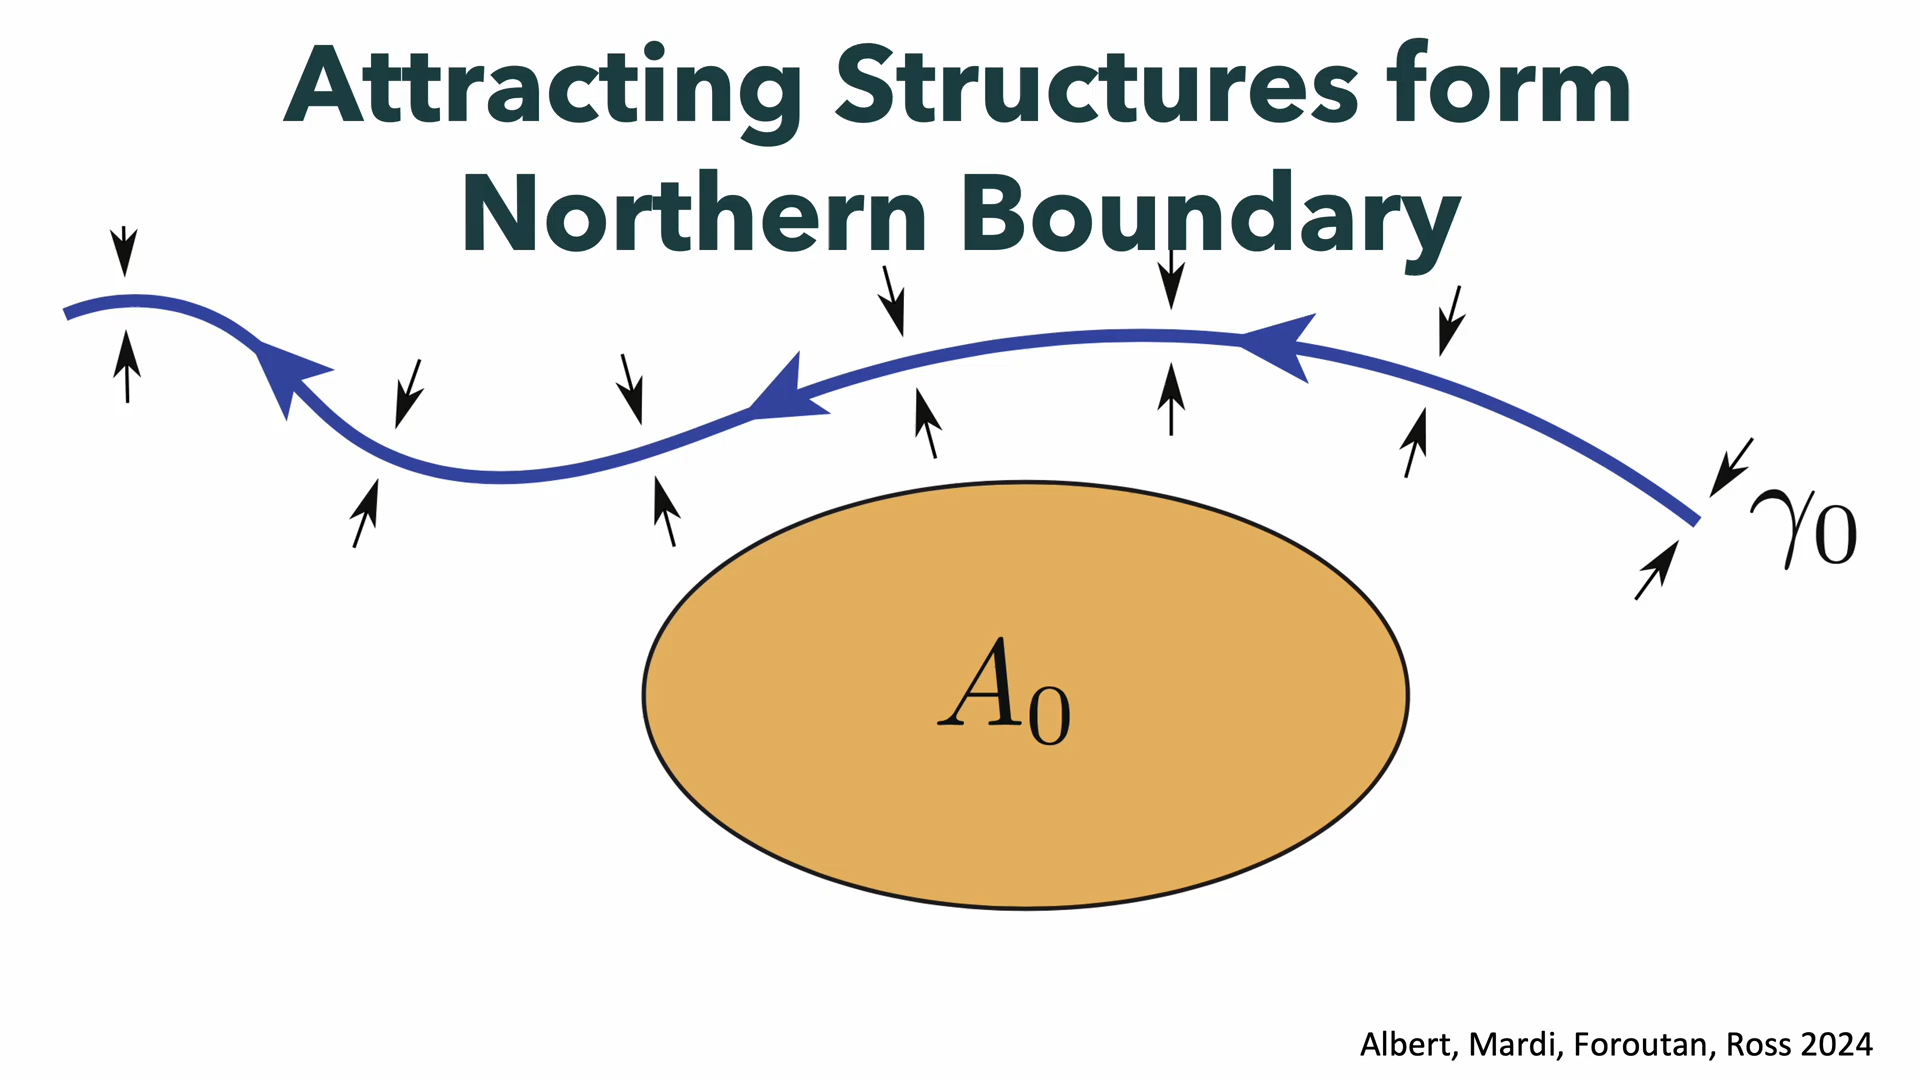 Attracting Structures form
Northern Boundary
γ₀
A₀
Albert, Mardi, Foroutan, Ross 2024